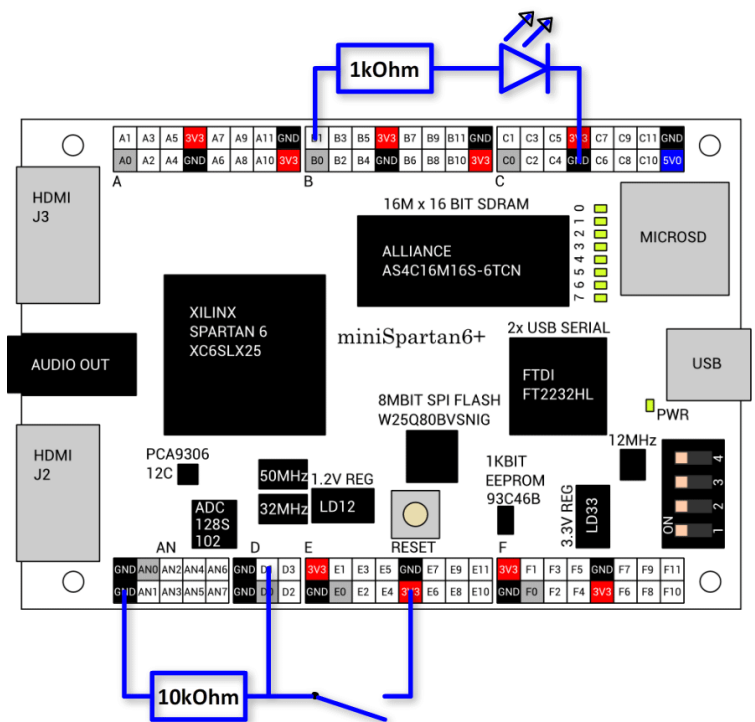 1kOhm
A1 A3 A5 3V3 A7 A9 A11 GND B1 B3 B5 3V3 B7 B9 B11 GND C1 C3 C5 3V3 C7 C9 C11 GND
A0 A2 A4 GND A6 A8 A10 3V3 B0 B2 B4 GND B6 B8 B10 3V3 C0 C2 C4 GND C6 C8 C10 5V0
A B C
HDMI
J3
16M x 16 BIT SDRAM
ALLIANCE
AS4C16M16S-6TCN
0
1
2
3
4
5
6
7
MICROSD
XILINX
SPARTAN 6
XC6SLX25
miniSpartan6+
2x USB SERIAL
FTDI
FT2232HL
USB
AUDIO OUT
PWR
8MBIT SPI FLASH
W25Q80BVSNIG
HDMI
J2
PCA9306
12C
50MHz
32MHz
1.2V REG
LD12
ADC
128S
102
1KBIT
EEPROM
93C46B
12MHz
3.3V REG
LD33
ON
1 2 3 4
AN D E RESET F
GND AN0 AN2 AN4 AN6 GND D1 D3 3V3 E1 E3 E5 GND E7 E9 E11 3V3 F1 F3 F5 GND F7 F9 F11
GND AN1 AN3 AN5 AN7 GND D0 D2 GND E0 E2 E4 3V3 E6 E8 E10 GND F0 F2 F4 3V3 F6 F8 F10
10kOhm